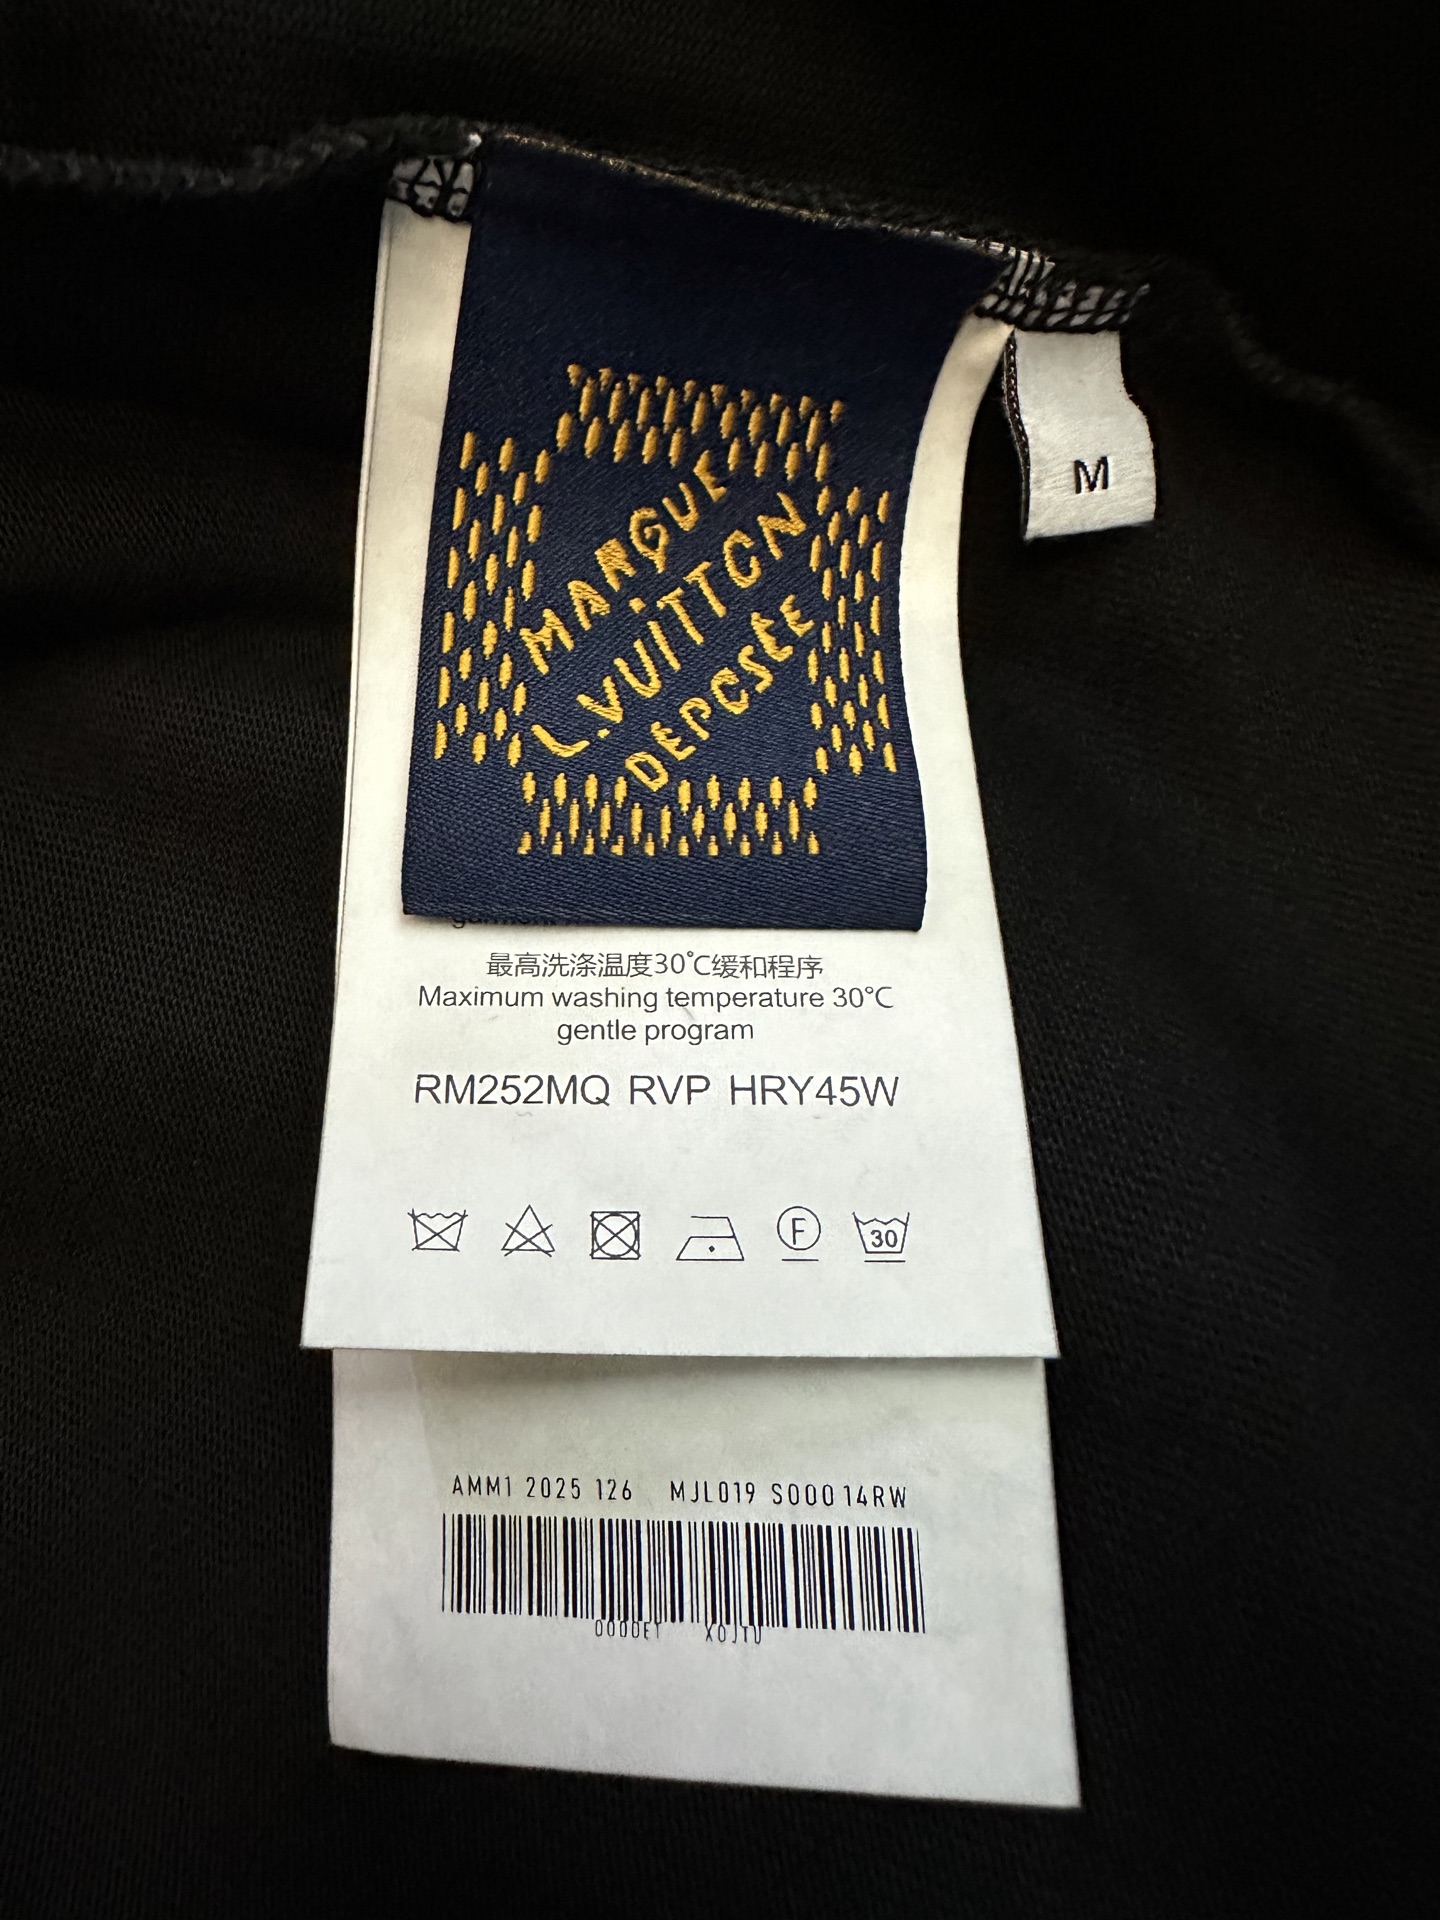 M
MARQUE
L.VUITTON
DÉPOSÉE
最高洗涤温度30℃缓和程序
Maximum washing temperature 30°C
gentle program
RM252MQ RVP HRY45W
F
30
AMM1 2025 126 MJL019 S000 14RW